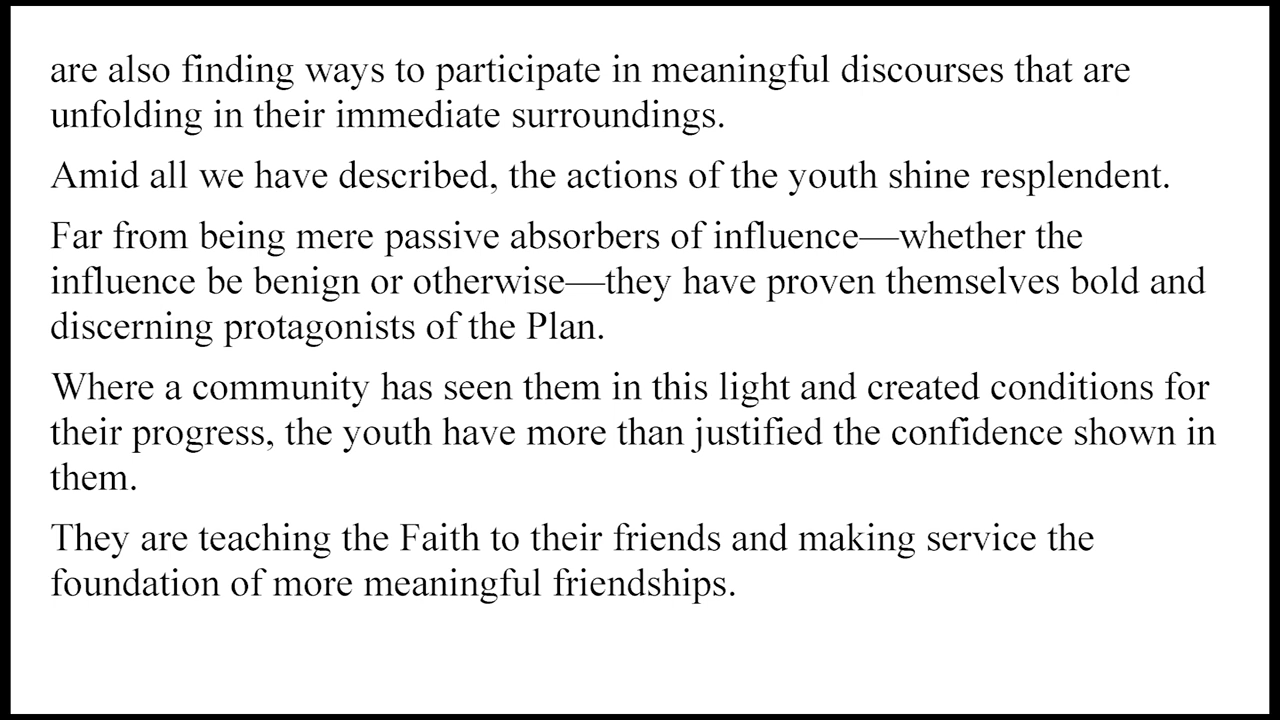 are also finding ways to participate in meaningful discourses that are
unfolding in their immediate surroundings.
Amid all we have described, the actions of the youth shine resplendent.
Far from being mere passive absorbers of influence—whether the
influence be benign or otherwise—they have proven themselves bold and
discerning protagonists of the Plan.
Where a community has seen them in this light and created conditions for
their progress, the youth have more than justified the confidence shown in
them.
They are teaching the Faith to their friends and making service the
foundation of more meaningful friendships.